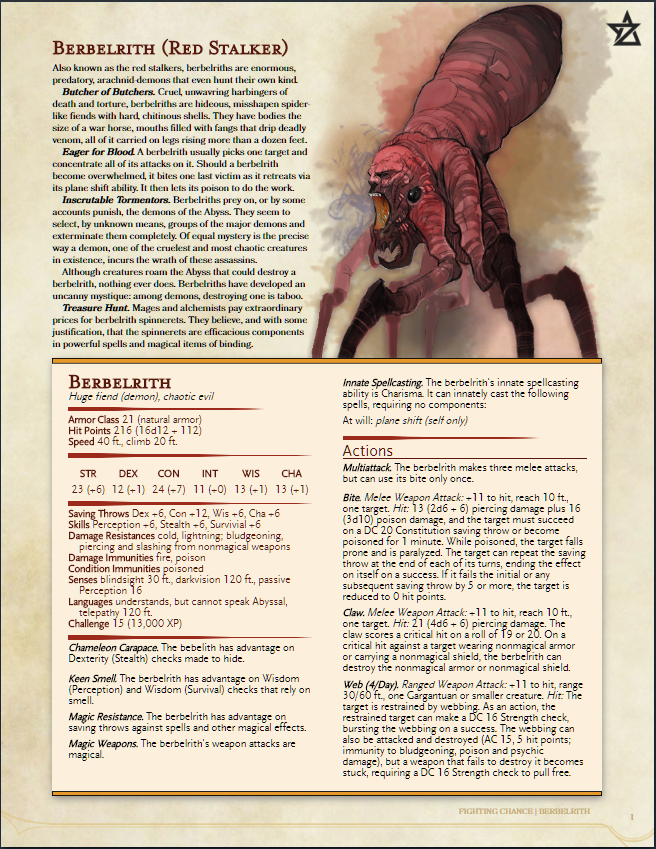 Berbelrith (Red Stalker)
Also known as the red stalkers, berbelriths are enormous,
predatory, arachnid-demons that even hunt their own kind.
Butcher of Butchers. Cruel, unwavring harbingers of
death and torture, berbelriths are hideous, misshapen spider-
like fiends with hard, chitinous shells. They have bodies the
size of a war horse, mouths filled with fangs that drip deadly
venom, all of it carried on legs rising more than a dozen feet.
Eager for Blood. A berbelrith usually picks one target and
concentrate all of its attacks on it. Should a berbelrith
become overwhelmed, it bites one last victim as it retreats via
its plane shift ability. It then lets its poison to do the work.
Inscrutable Tormentors. Berbelriths prey on, or by some
accounts punish, the demons of the Abyss. They seem to
select, by unknown means, groups of the major demons and
exterminate them completely. Of equal mystery is the precise
way a demon, one of the cruelest and most chaotic creatures
in existence, incurs the wrath of these assassins.
Although creatures roam the Abyss that could destroy a
berbelrith, nothing ever does. Berbelriths have developed an
uncanny mystique: among demons, destroying one is taboo.
Treasure Hunt. Mages and alchemists pay extraordinary
prices for berbelrith spinnerets. They believe, and with some
justification, that the spinnerets are efficacious components
in powerful spells and magical items of binding.
Berbelrith
Huge fiend (demon), chaotic evil
Armor Class 21 (natural armor)
Hit Points 216 (16d12 + 112)
Speed 40 ft., climb 20 ft.
STR DEX CON INT WIS CHA
23 (+6) 12 (+1) 24 (+7) 11 (+0) 13 (+1) 13 (+1)
Saving Throws Dex +6, Con +12, Wis +6, Cha +6
Skills Perception +6, Stealth +6, Survivial +6
Damage Resistances cold, lightning; bludgeoning,
piercing and slashing from nonmagical weapons
Damage Immunities fire, poison
Condition Immunities poisoned
Senses blindsight 30 ft., darkvision 120 ft., passive
Perception 16
Languages understands, but cannot speak Abyssal,
telepathy 120 ft.
Challenge 15 (13,000 XP)
Chameleon Carapace. The bebelith has advantage on
Dexterity (Stealth) checks made to hide.
Keen Smell. The berbelrith has advantage on Wisdom
(Perception) and Wisdom (Survival) checks that rely on
smell.
Magic Resistance. The berbelrith has advantage on
saving throws against spells and other magical effects.
Magic Weapons. The berbelrith's weapon attacks are
magical.
Innate Spellcasting. The berbelrith's innate spellcasting
ability is Charisma. It can innately cast the following
spells, requiring no components:
At will: plane shift (self only)
Actions
Multiattack. The berbelrith makes three melee attacks,
but can use its bite only once.
Bite. Melee Weapon Attack: +11 to hit, reach 10 ft.,
one target. Hit: 13 (2d6 + 6) piercing damage plus 16
(3d10) poison damage, and the target must succeed
on a DC 20 Constitution saving throw or become
poisoned for 1 minute. While poisoned, the target falls
prone and is paralyzed. The target can repeat the saving
throw at the end of each of its turns, ending the effect
on itself on a success. If it fails the initial or any
subsequent saving throw by 5 or more, the target is
reduced to 0 hit points.
Claw. Melee Weapon Attack: +11 to hit, reach 10 ft.,
one target. Hit: 21 (4d6 + 6) piercing damage. The
claw scores a critical hit on a roll of 19 or 20. On a
critical hit against a target wearing nonmagical armor
or carrying a nonmagical shield, the berbelrith can
destroy the nonmagical armor or nonmagical shield.
Web (4/Day). Ranged Weapon Attack: +11 to hit, range
30/60 ft., one Gargantuan or smaller creature. Hit: The
target is restrained by webbing. As an action, the
restrained target can make a DC 16 Strength check,
bursting the webbing on a success. The webbing can
also be attacked and destroyed (AC 15, 5 hit points;
immunity to bludgeoning, poison and psychic
damage), but a weapon that fails to destroy it becomes
stuck, requiring a DC 16 Strength check to pull free.
FIGHTING CHANCE | BERBELRITH
1